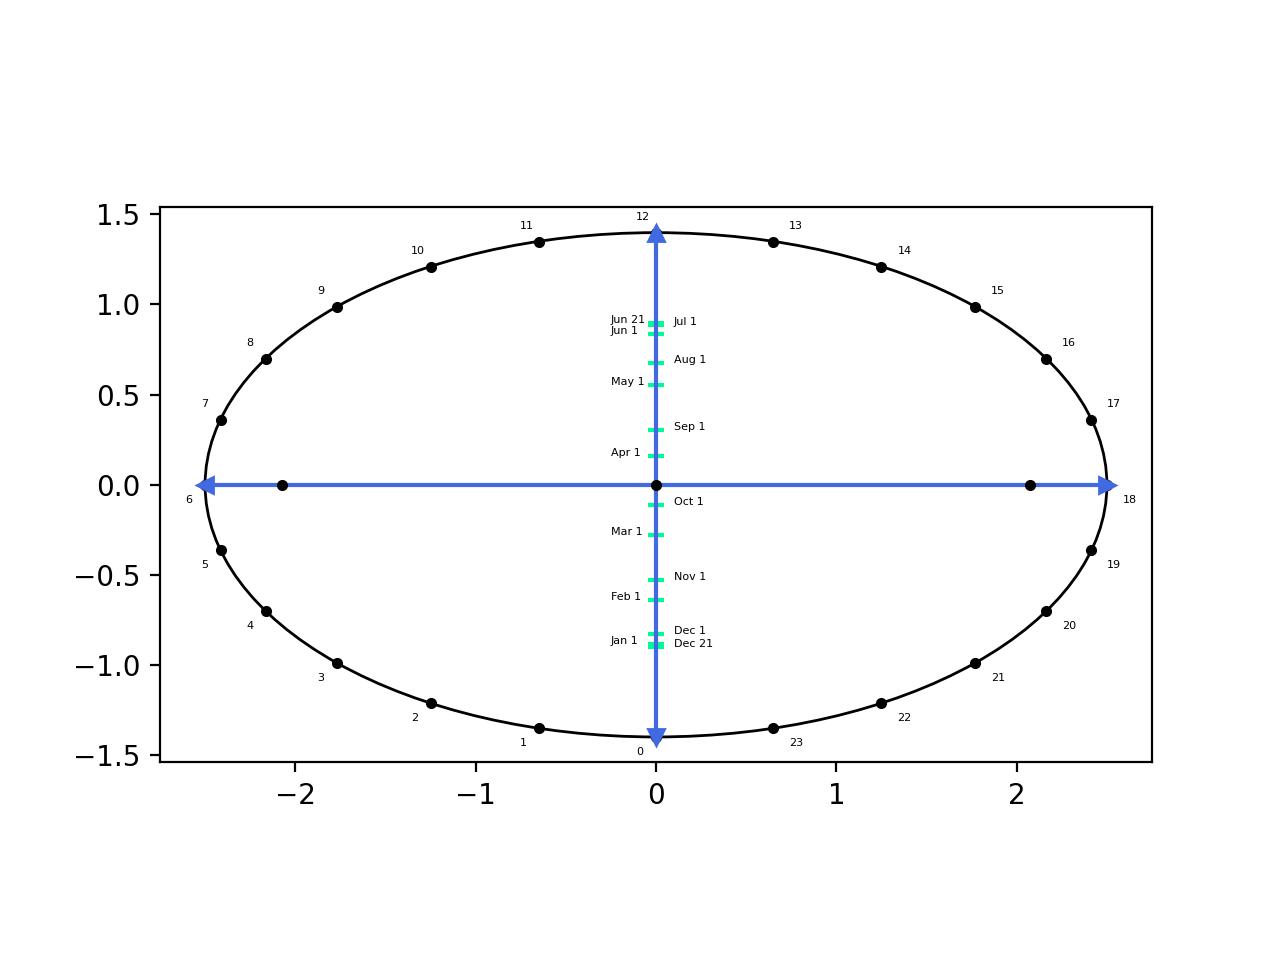 1.5
12
11
13
10
14
9
15
1.0
Jun 21
Jul 1
Jun 1
8
16
Aug 1
May 1
0.5
7
17
Sep 1
Apr 1
0.0
6
18
Oct 1
Mar 1
5
19
−0.5
Nov 1
Feb 1
4
20
Dec 1
Jan 1
Dec 21
−1.0
3
21
2
22
1
23
0
−1.5
−2
−1
0
1
2